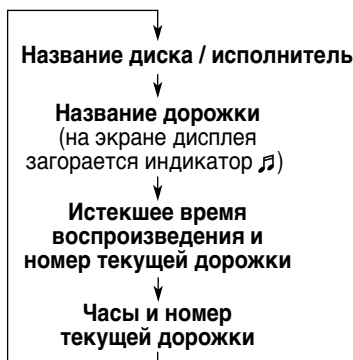 Название диска / исполнитель
Название дорожки
(на экране дисплея
загорается индикатор ♫)
Истекшее время
воспроизведения и
номер текущей дорожки
Часы и номер
текущей дорожки